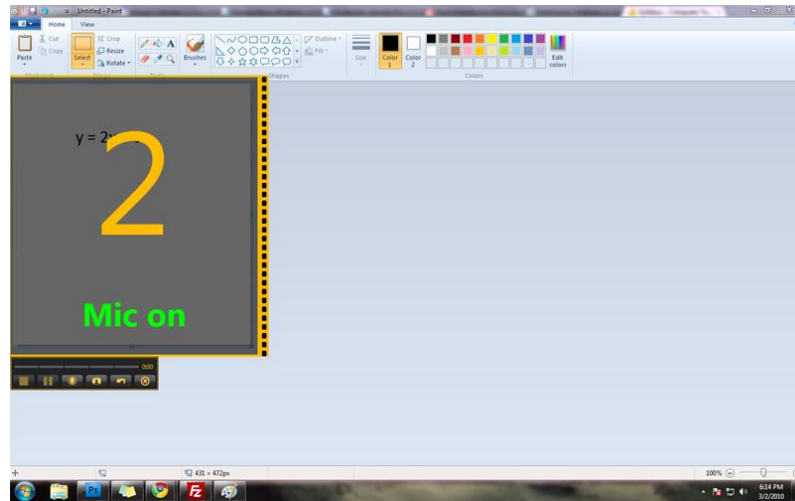 Untitled - Paint
Home View
Paste
Cut
Copy
Select
Crop
Resize
Rotate
Brushes
Shapes
Outline
Fill
Size
Color 1
Color 2
Edit colors
Colors
y = 2
2
Mic on
0:00
431 × 472px
100%
Ps
Fz
6:14 PM
3/2/2010